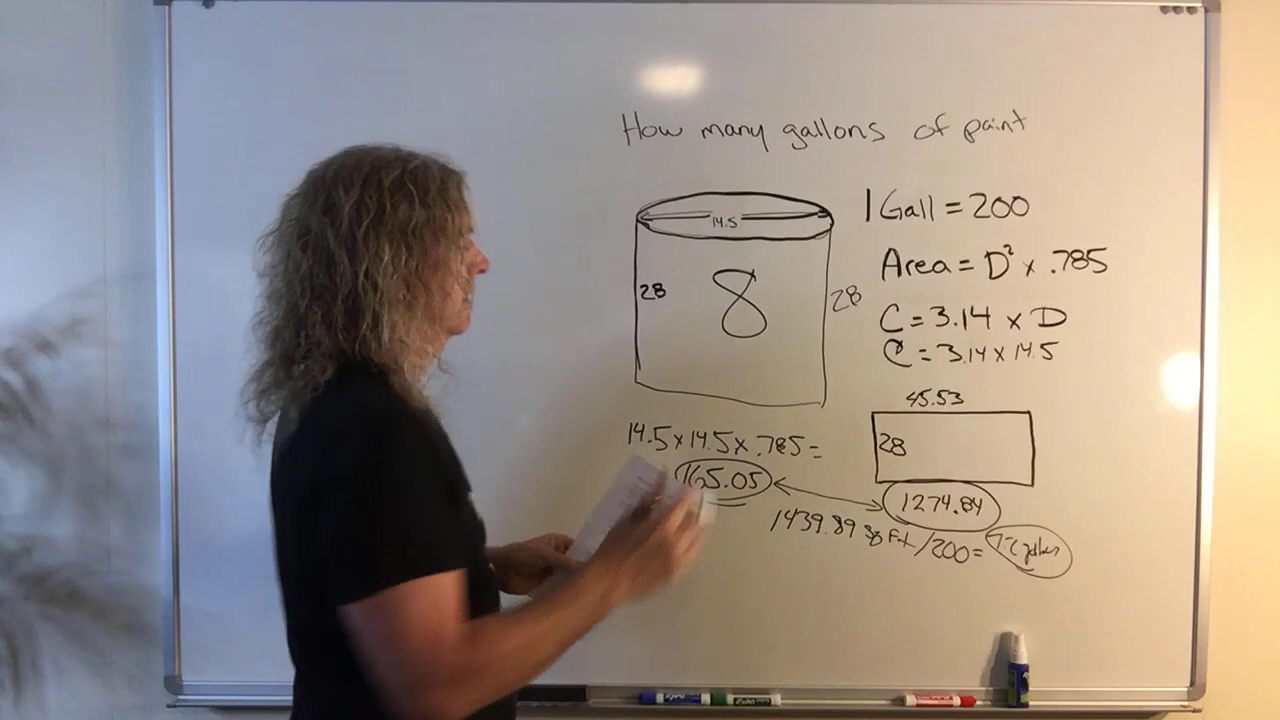 How many gallons of paint
14.5
28
8
28
1 Gall = 200
Area = D² x .785
C = 3.14 x D
C = 3.14 x 14.5
45.53
28
14.5 x 14.5 x .785 =
165.05
1274.84
1439.89 sq Ft /200 =
EXPO